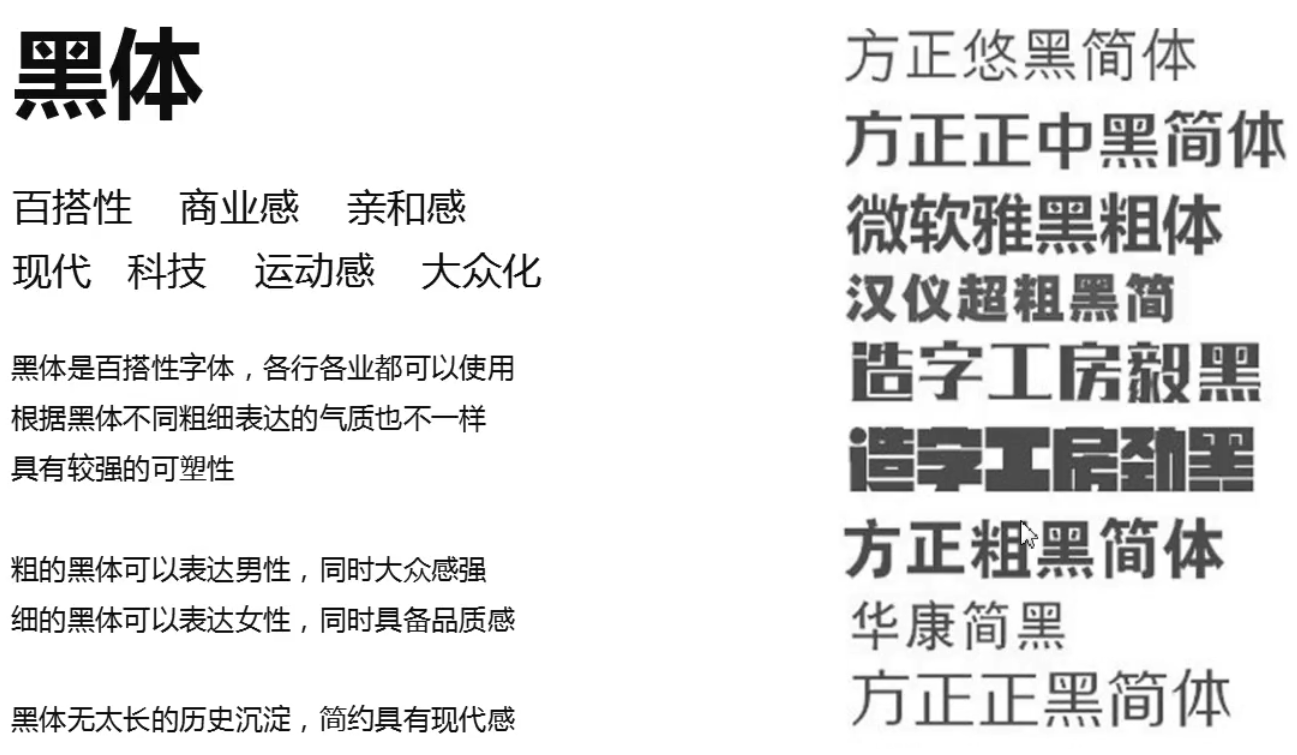 黑体
百搭性 商业感 亲和感
现代 科技 运动感 大众化
黑体是百搭性字体，各行各业都可以使用
根据黑体不同粗细表达的气质也不一样
具有较强的可塑性
粗的黑体可以表达男性，同时大众感强
细的黑体可以表达女性，同时具备品质感
黑体无太长的历史沉淀，简约具有现代感
方正悠黑简体
方正正中黑简体
微软雅黑粗体
汉仪超粗黑简
造字工房毅黑
造字工房劲黑
方正粗黑简体
华康简黑
方正正黑简体